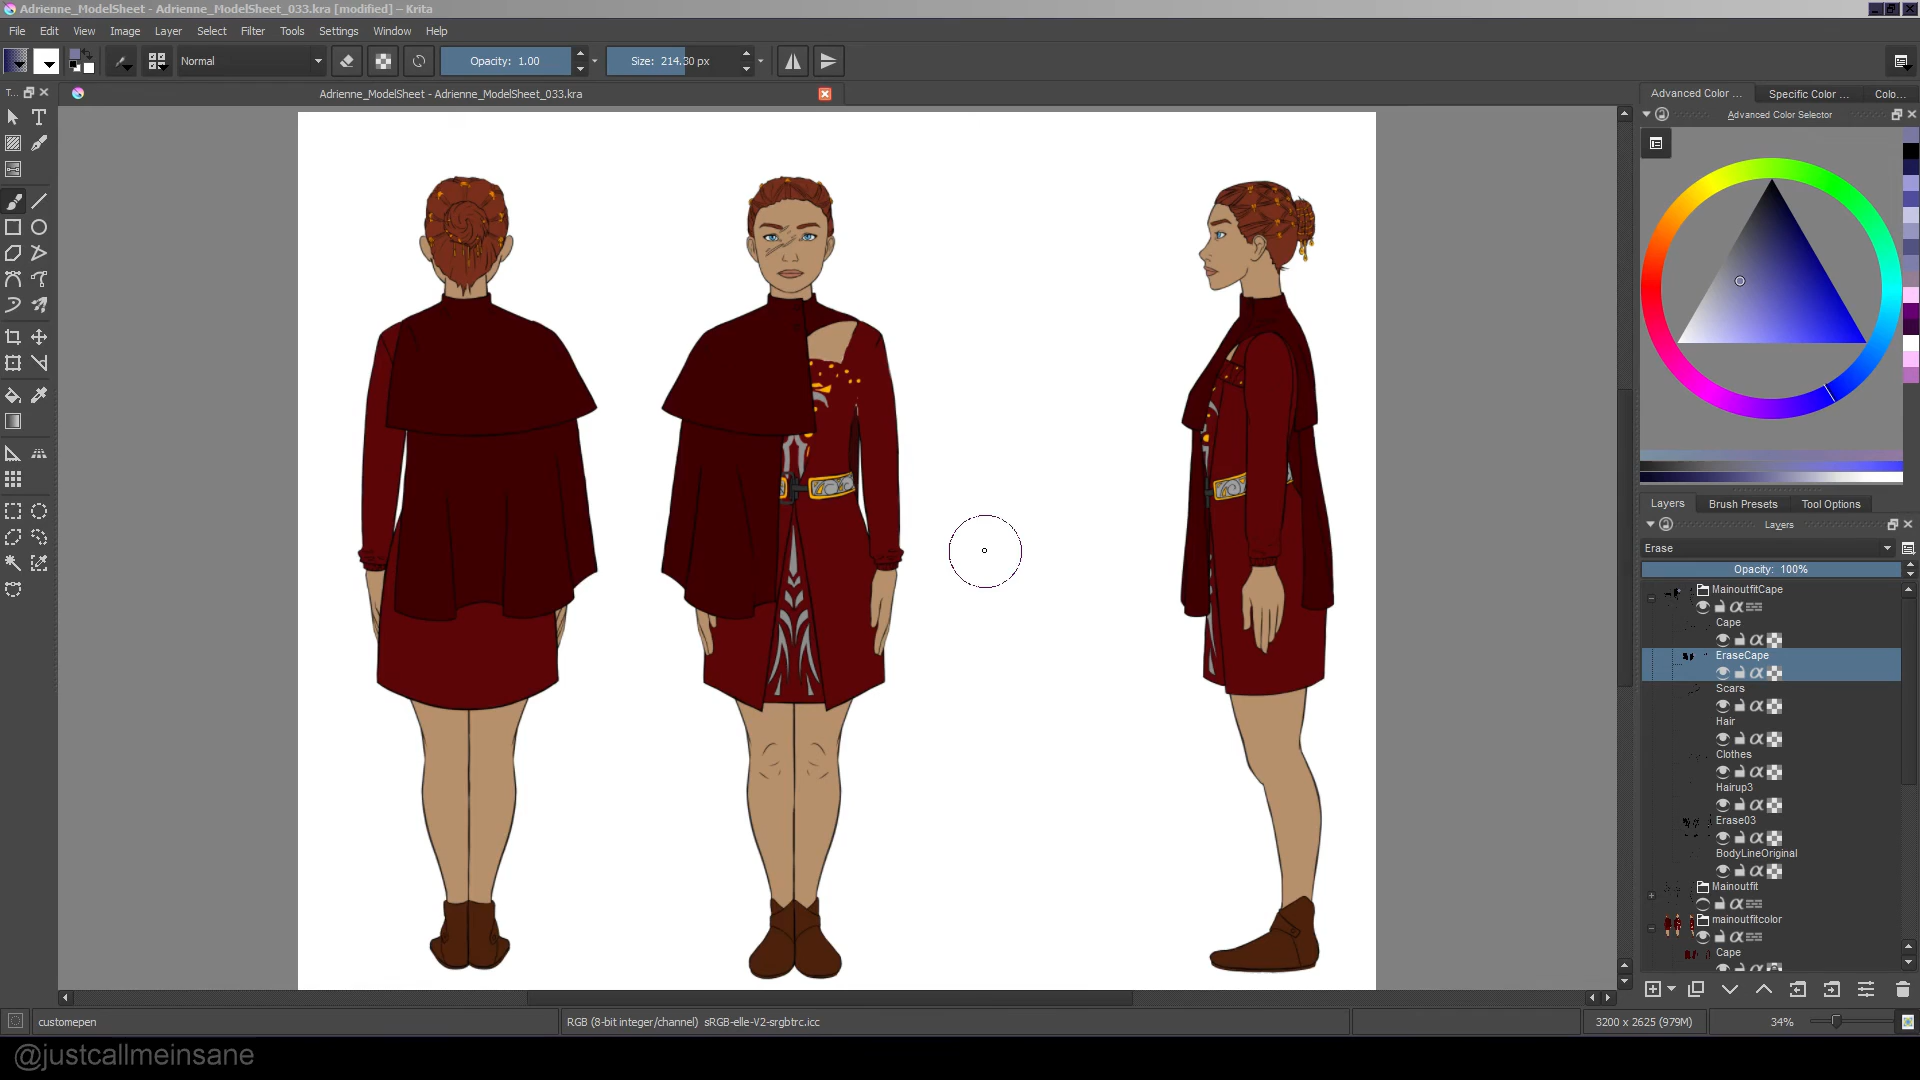 Adrienne_ModelSheet - Adrienne_ModelSheet_033.kra [modified] – Krita
File Edit View Image Layer Select Filter Tools Settings Window Help
Normal Opacity: 1.00 Size: 214.30 px
T... Adrienne_ModelSheet - Adrienne_ModelSheet_033.kra Advanced Color ... Specific Color ... Colo...
Advanced Color Selector
Layers Brush Presets Tool Options
Layers
Erase
Opacity: 100%
MainoutfitCape
Cape
EraseCape
Scars
Hair
Clothes
Hairup3
Erase03
BodyLineOriginal
Mainoutfit
mainoutfitcolor
Cape
customepen RGB (8-bit integer/channel) sRGB-elle-V2-srgbtrc.icc 3200 x 2625 (979M) 34%
@justcallmeinsane